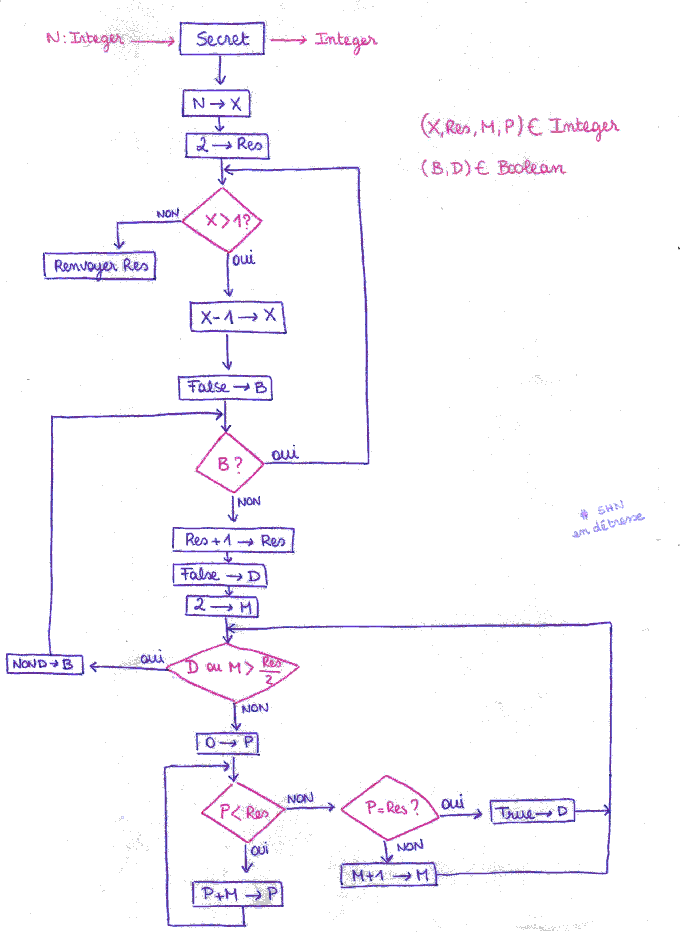 N: Integer → Secret → Integer
N → X
(X, Res, M, P) ∈ Integer
2 → Res
(B, D) ∈ Boolean
NON
X > 1?
Renvoyer Res
oui
X - 1 → X
False → B
B ?
oui
NON
# SHN
en détresse
Res + 1 → Res
False → D
2 → M
NON D → B
oui
D ou M > Res/2
NON
0 → P
P < Res
NON
P = Res ?
oui
True → D
oui
NON
P + M → P
M + 1 → M